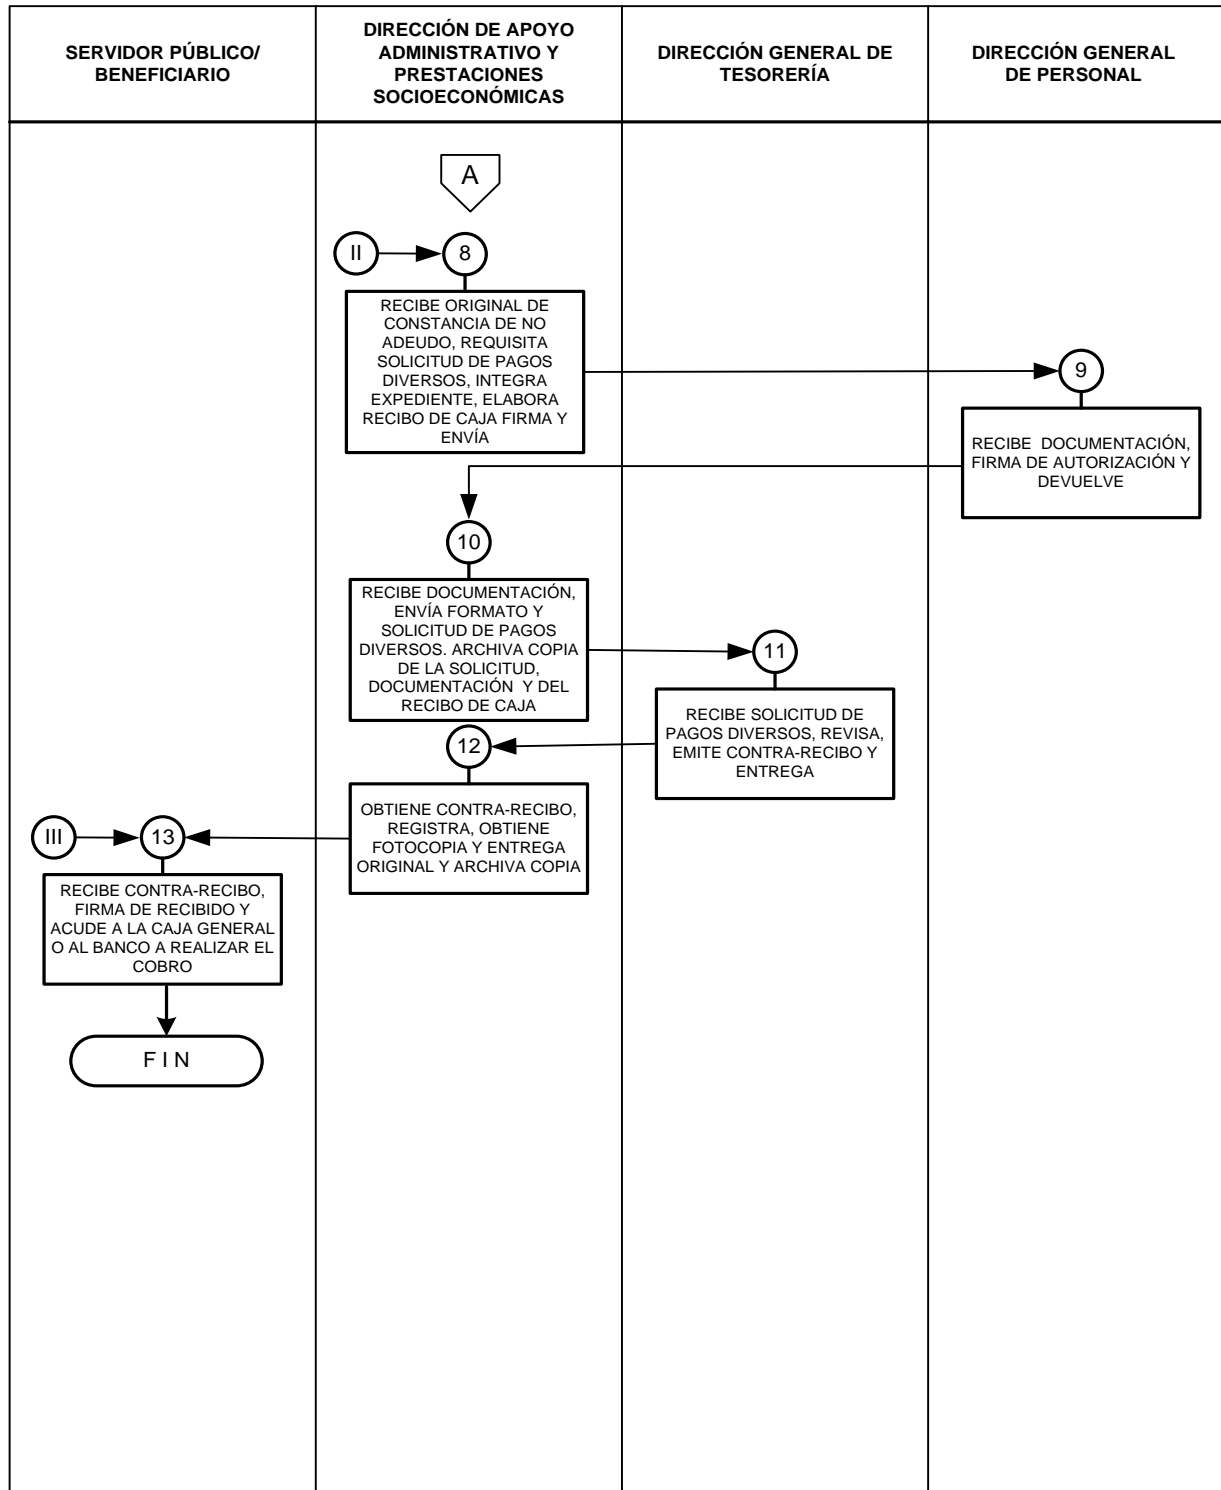 SERVIDOR PÚBLICO/
BENEFICIARIO
DIRECCIÓN DE APOYO
ADMINISTRATIVO Y
PRESTACIONES
SOCIOECONÓMICAS
DIRECCIÓN GENERAL DE
TESORERÍA
DIRECCIÓN GENERAL
DE PERSONAL
A
II
8
RECIBE ORIGINAL DE
CONSTANCIA DE NO
ADEUDO, REQUISITA
SOLICITUD DE PAGOS
DIVERSOS, INTEGRA
EXPEDIENTE, ELABORA
RECIBO DE CAJA FIRMA Y
ENVÍA
9
RECIBE DOCUMENTACIÓN,
FIRMA DE AUTORIZACIÓN Y
DEVUELVE
10
RECIBE DOCUMENTACIÓN,
ENVÍA FORMATO Y
SOLICITUD DE PAGOS
DIVERSOS. ARCHIVA COPIA
DE LA SOLICITUD,
DOCUMENTACIÓN Y DEL
RECIBO DE CAJA
11
RECIBE SOLICITUD DE
PAGOS DIVERSOS, REVISA,
EMITE CONTRA-RECIBO Y
ENTREGA
12
OBTIENE CONTRA-RECIBO,
REGISTRA, OBTIENE
FOTOCOPIA Y ENTREGA
ORIGINAL Y ARCHIVA COPIA
III
13
RECIBE CONTRA-RECIBO,
FIRMA DE RECIBIDO Y
ACUDE A LA CAJA GENERAL
O AL BANCO A REALIZAR EL
COBRO
F I N